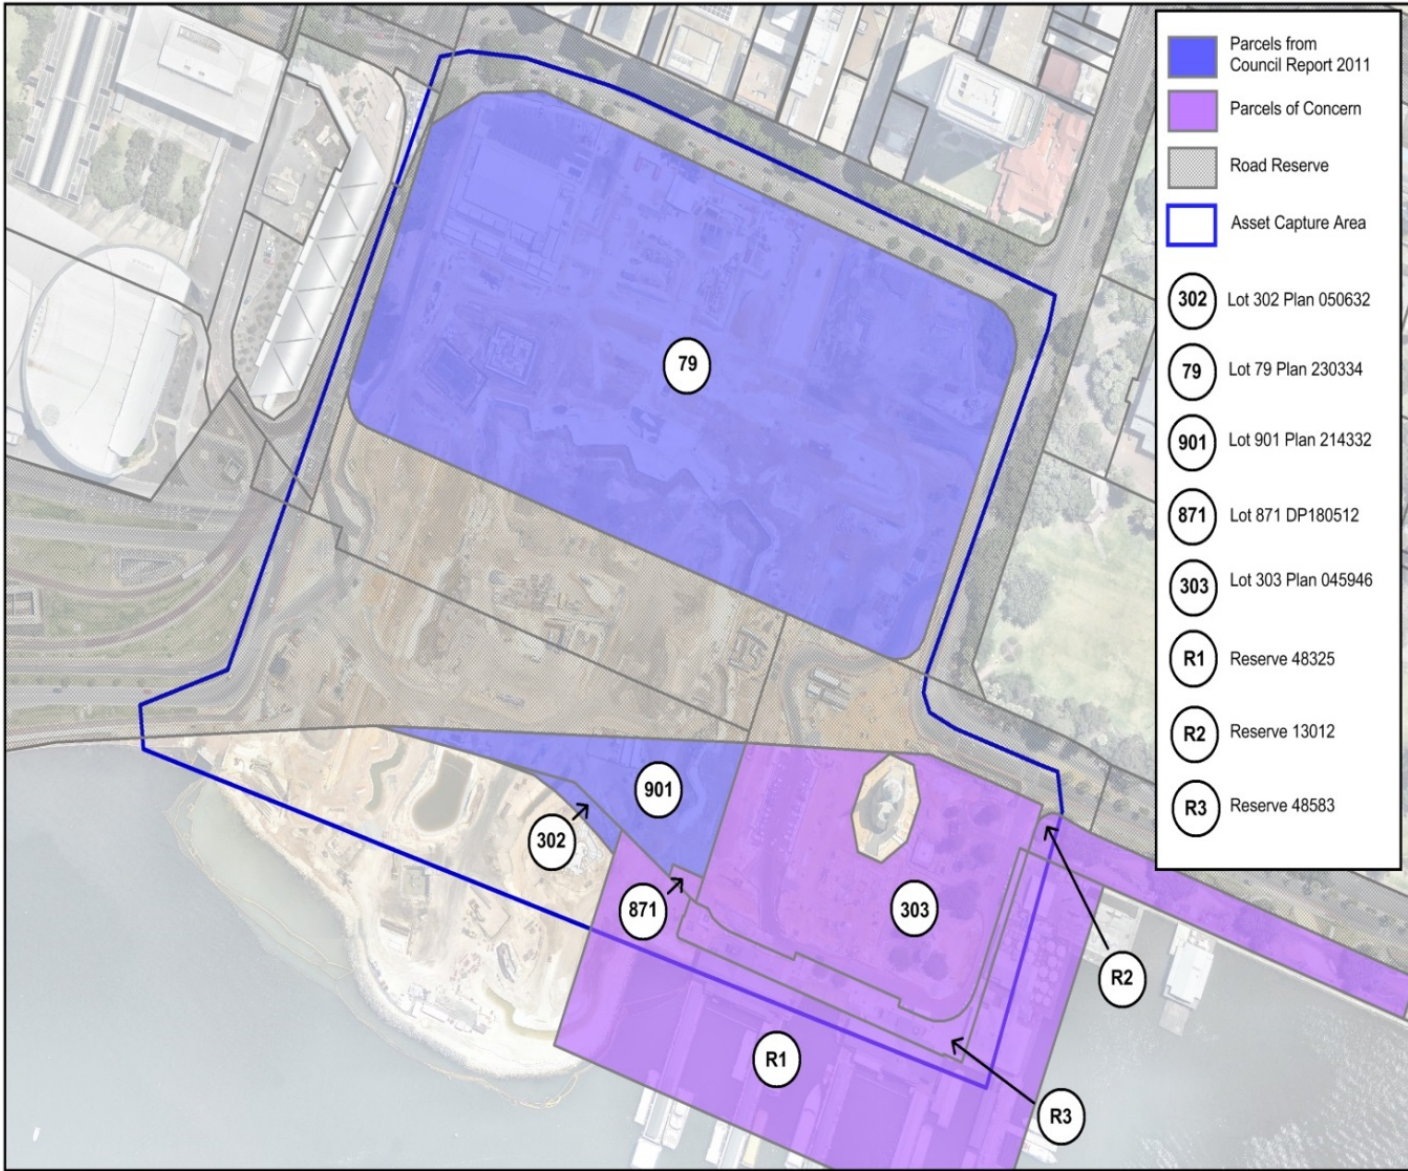 Parcels from
Council Report 2011
Parcels of Concern
Road Reserve
Asset Capture Area
302 Lot 302 Plan 050632
79 Lot 79 Plan 230334
901 Lot 901 Plan 214332
871 Lot 871 DP180512
303 Lot 303 Plan 045946
R1 Reserve 48325
R2 Reserve 13012
R3 Reserve 48583
79
901
302
871
303
R2
R1
R3